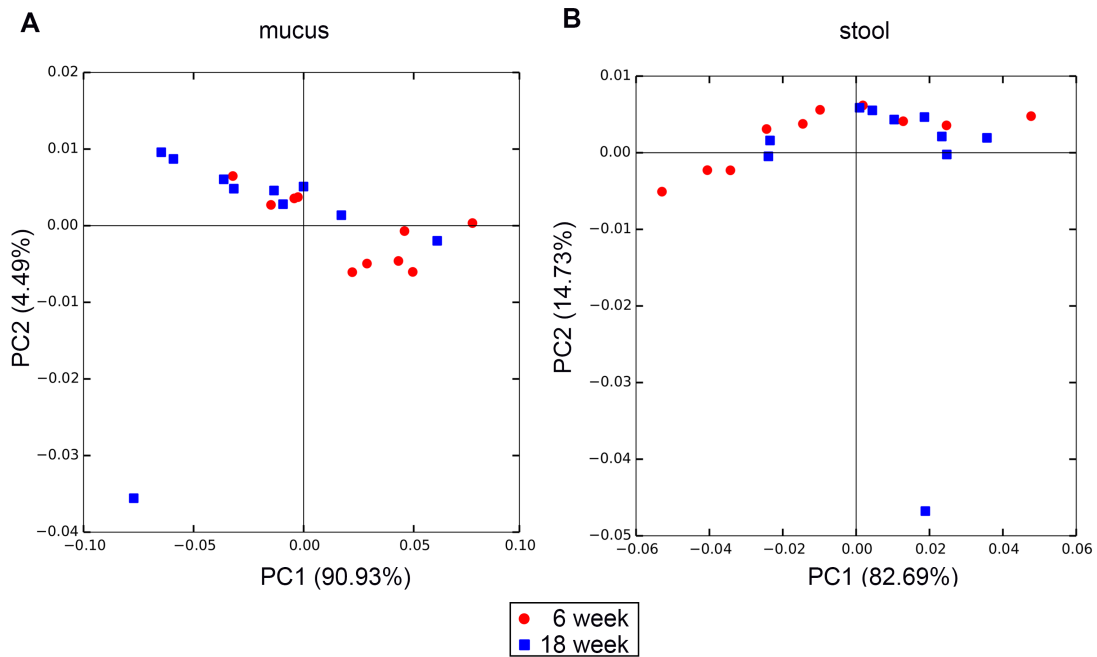 A
mucus
0.02
0.01
0.00
−0.01
−0.02
−0.03
−0.04
PC2 (4.49%)
−0.10
−0.05
0.00
0.05
0.10
PC1 (90.93%)
B
stool
0.01
0.00
−0.01
−0.02
−0.03
−0.04
−0.05
PC2 (14.73%)
−0.06
−0.04
−0.02
0.00
0.02
0.04
0.06
PC1 (82.69%)
6 week
18 week